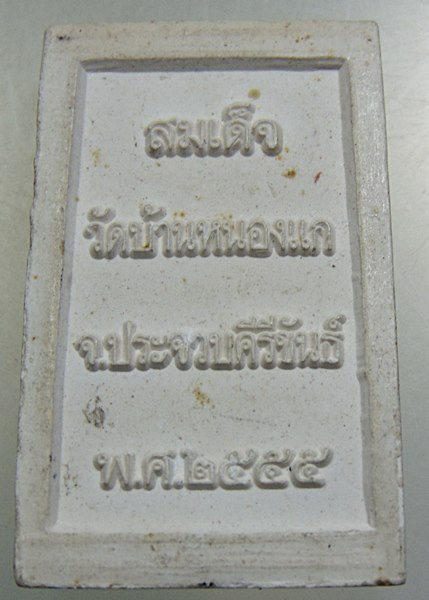 สมเด็จ
วัดบ้านหนองแก
จ.ประจวบคีรีขันธ์
พ.ศ.๒๕๕๕